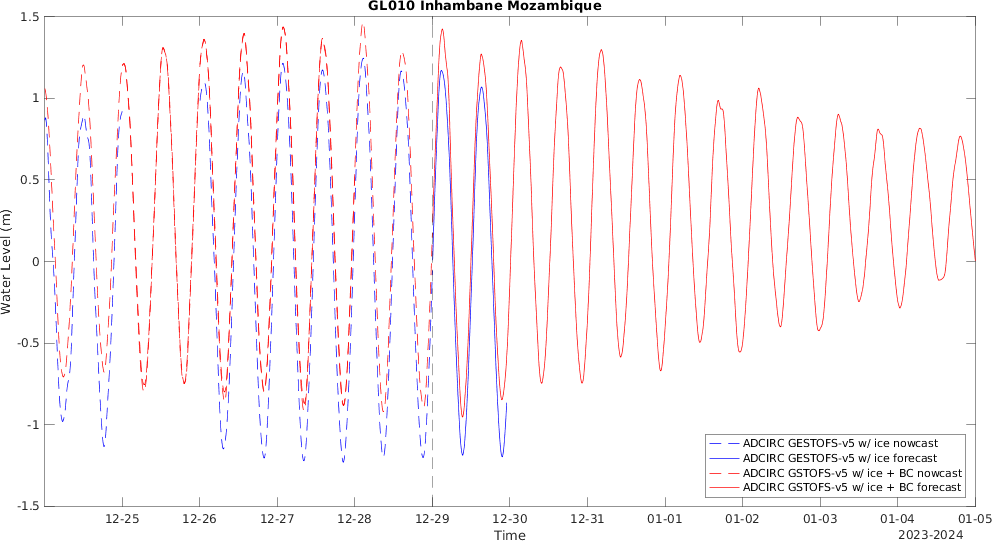 GL010 Inhambane Mozambique
1.5
1
0.5
0
-0.5
-1
-1.5
Water Level (m)
12-25 12-26 12-27 12-28 12-29 12-30 12-31 01-01 01-02 01-03 01-04 01-05
Time
2023-2024
ADCIRC GESTOFS-v5 w/ ice nowcast
ADCIRC GESTOFS-v5 w/ ice forecast
ADCIRC GSTOFS-v5 w/ ice + BC nowcast
ADCIRC GSTOFS-v5 w/ ice + BC forecast